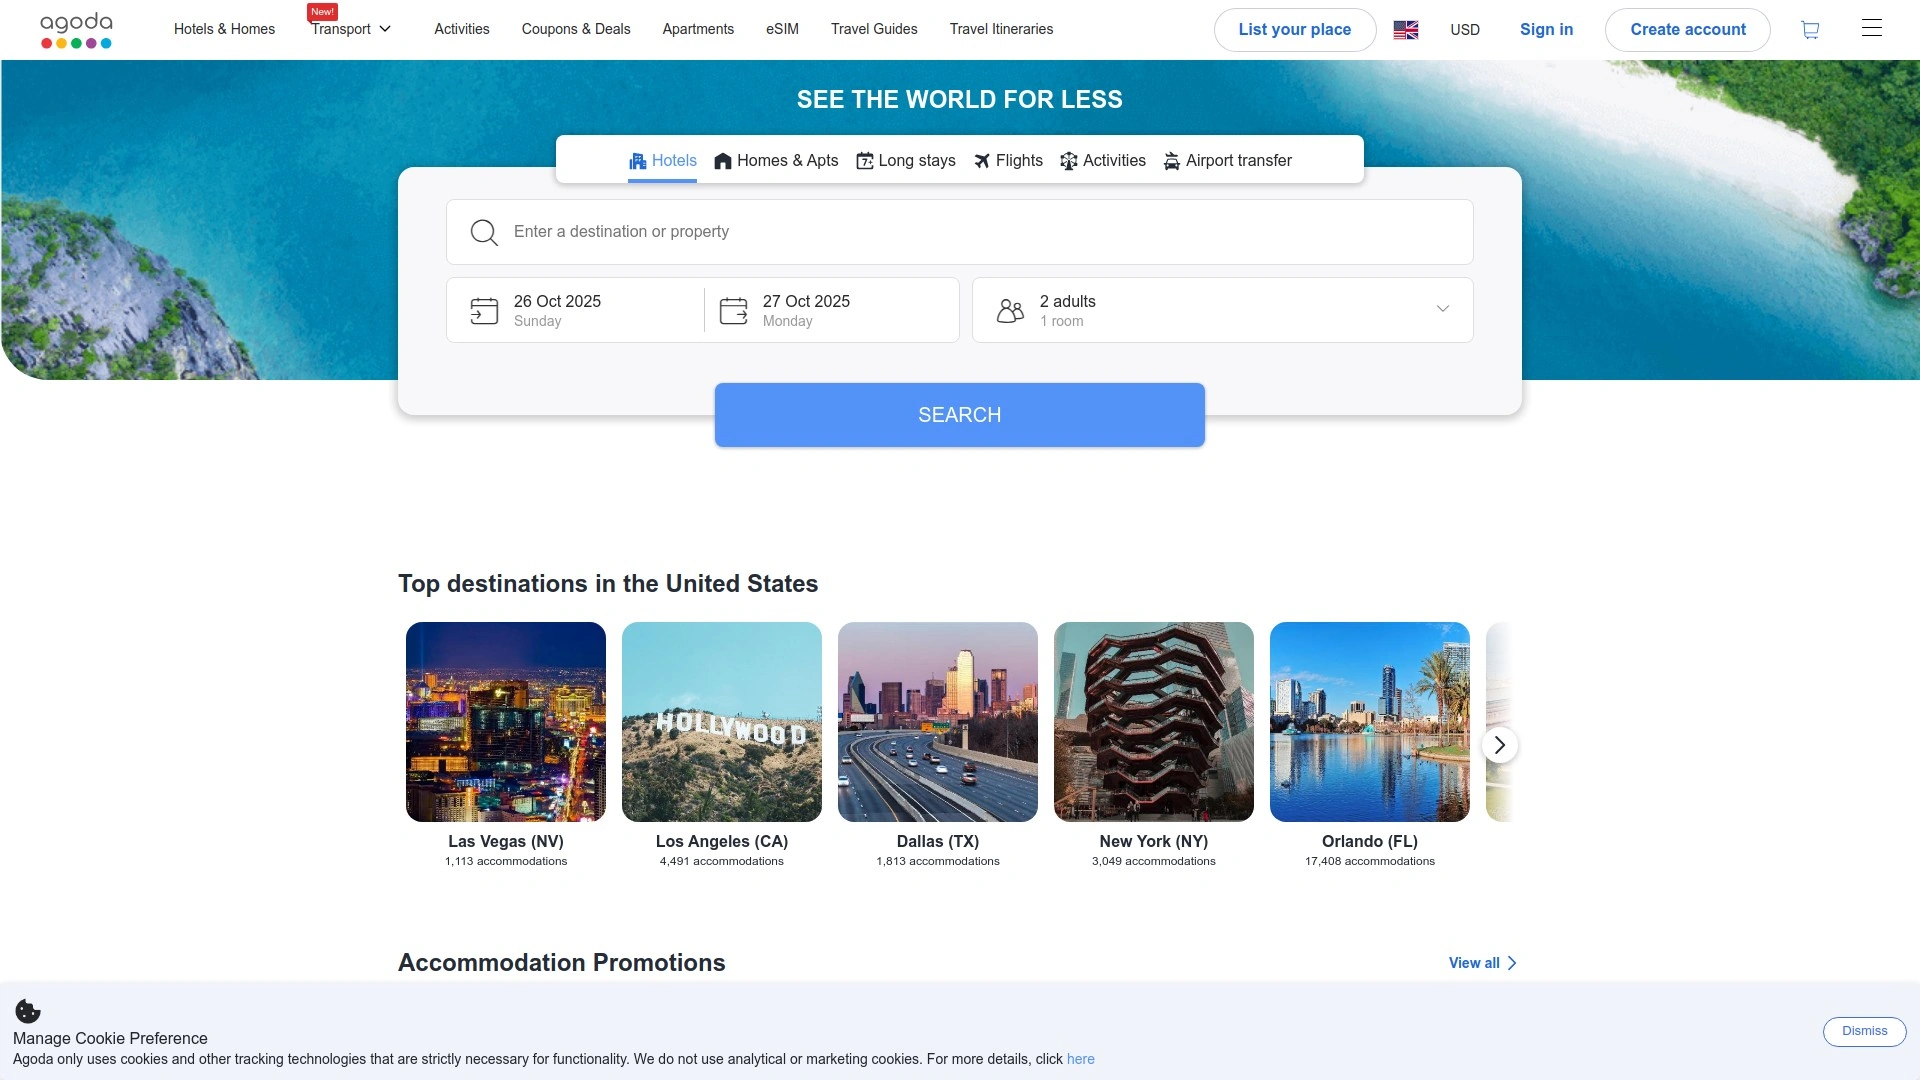 agoda
Hotels & Homes
New!
Transport
Activities
Coupons & Deals
Apartments
eSIM
Travel Guides
Travel Itineraries
List your place
USD
Sign in
Create account
SEE THE WORLD FOR LESS
Hotels
Homes & Apts
Long stays
Flights
Activities
Airport transfer
Enter a destination or property
26 Oct 2025
Sunday
27 Oct 2025
Monday
2 adults
1 room
SEARCH
Top destinations in the United States
HOLLYWOOD
Las Vegas (NV)
1,113 accommodations
Los Angeles (CA)
4,491 accommodations
Dallas (TX)
1,813 accommodations
New York (NY)
3,049 accommodations
Orlando (FL)
17,408 accommodations
Accommodation Promotions
View all
Manage Cookie Preference
Agoda only uses cookies and other tracking technologies that are strictly necessary for functionality. We do not use analytical or marketing cookies. For more details, click here
Dismiss